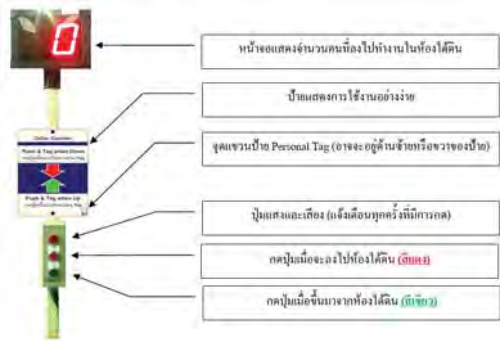 0
หน้าจอแสดงจำนวนคนที่ลงไปทำงานในห้องใต้ดิน
ป้ายแสดงการใช้งานอย่างง่าย
Push & Tag when Down
จุดแขวนป้าย Personal Tag (อาจจะ อยู่ด้านซ้ายหรือขวาของป้าย)
Push & Tag when Up
ปุ่มแสงและเสียง (แจ้งเตือนทุกครั้งที่มีการกด)
กดปุ่มเมื่อจะลงไปห้องใต้ดิน (สีแดง)
กดปุ่มเมื่อขึ้นมาจากห้องใต้ดิน (สีเขียว)